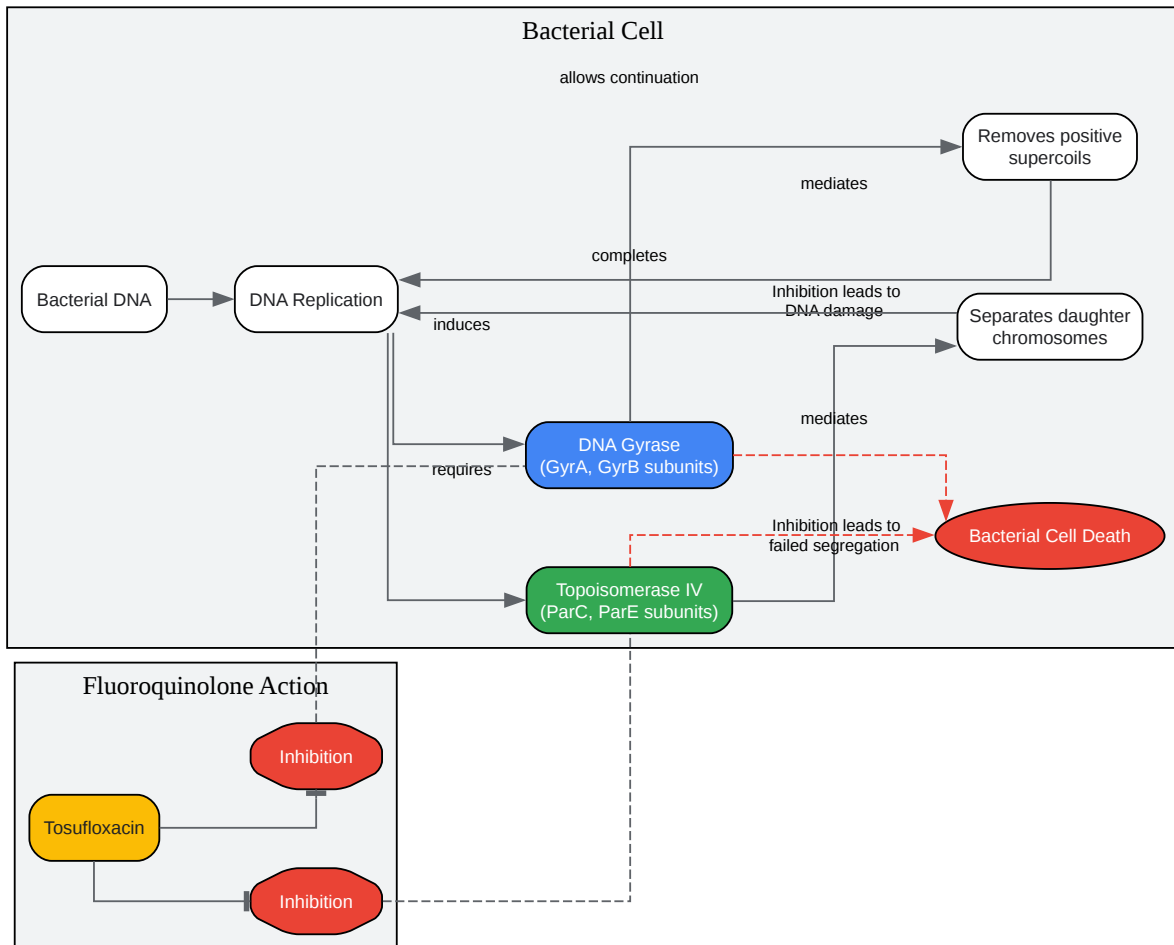 Bacterial Cell
allows continuation
Removes positive
supercoils
mediates
completes
Bacterial DNA
DNA Replication
Inhibition leads to
DNA damage
induces
Separates daughter
chromosomes
mediates
DNA Gyrase
(GyrA, GyrB subunits)
requires
Inhibition leads to
failed segregation
Bacterial Cell Death
Topoisomerase IV
(ParC, ParE subunits)
Fluoroquinolone Action
Inhibition
Tosufloxacin
Inhibition